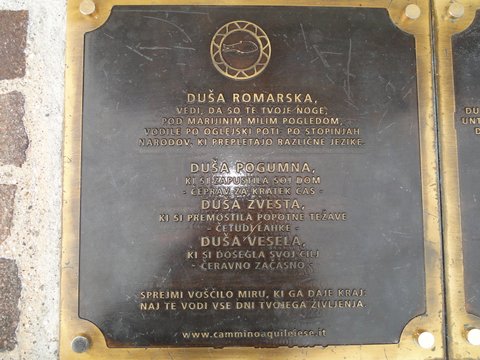 DUŠA ROMARSKA,
VEDI, DA SO TE TVOJE NOGE,
POD MARIJINIM MILIM POGLEDOM,
VODILE PO OGLEJSKI POTI: PO STOPINJAH
NARODOV, KI PREPLETAJO RAZLIČNE JEZIKE.
DUŠA POGUMNA,
KI SI ZAPUSTILA SOJ DOM
- ČEPRAV ZA KRATEK ČAS -
DUŠA ZVESTA,
KI SI PREMOSTILA POPOTNE TEŽAVE
- ČETUDI LAHKE -
DUŠA VESELA,
KI SI DOSEGLA SVOJ CILJ
- ČERAVNO ZAČASNO -
SPREJMI VOŠČILO MIRU, KI GA DAJE KRAJ:
NAJ TE VODI VSE DNI TVOJEGA ŽIVLJENJA.
www.camminoaquileiese.it